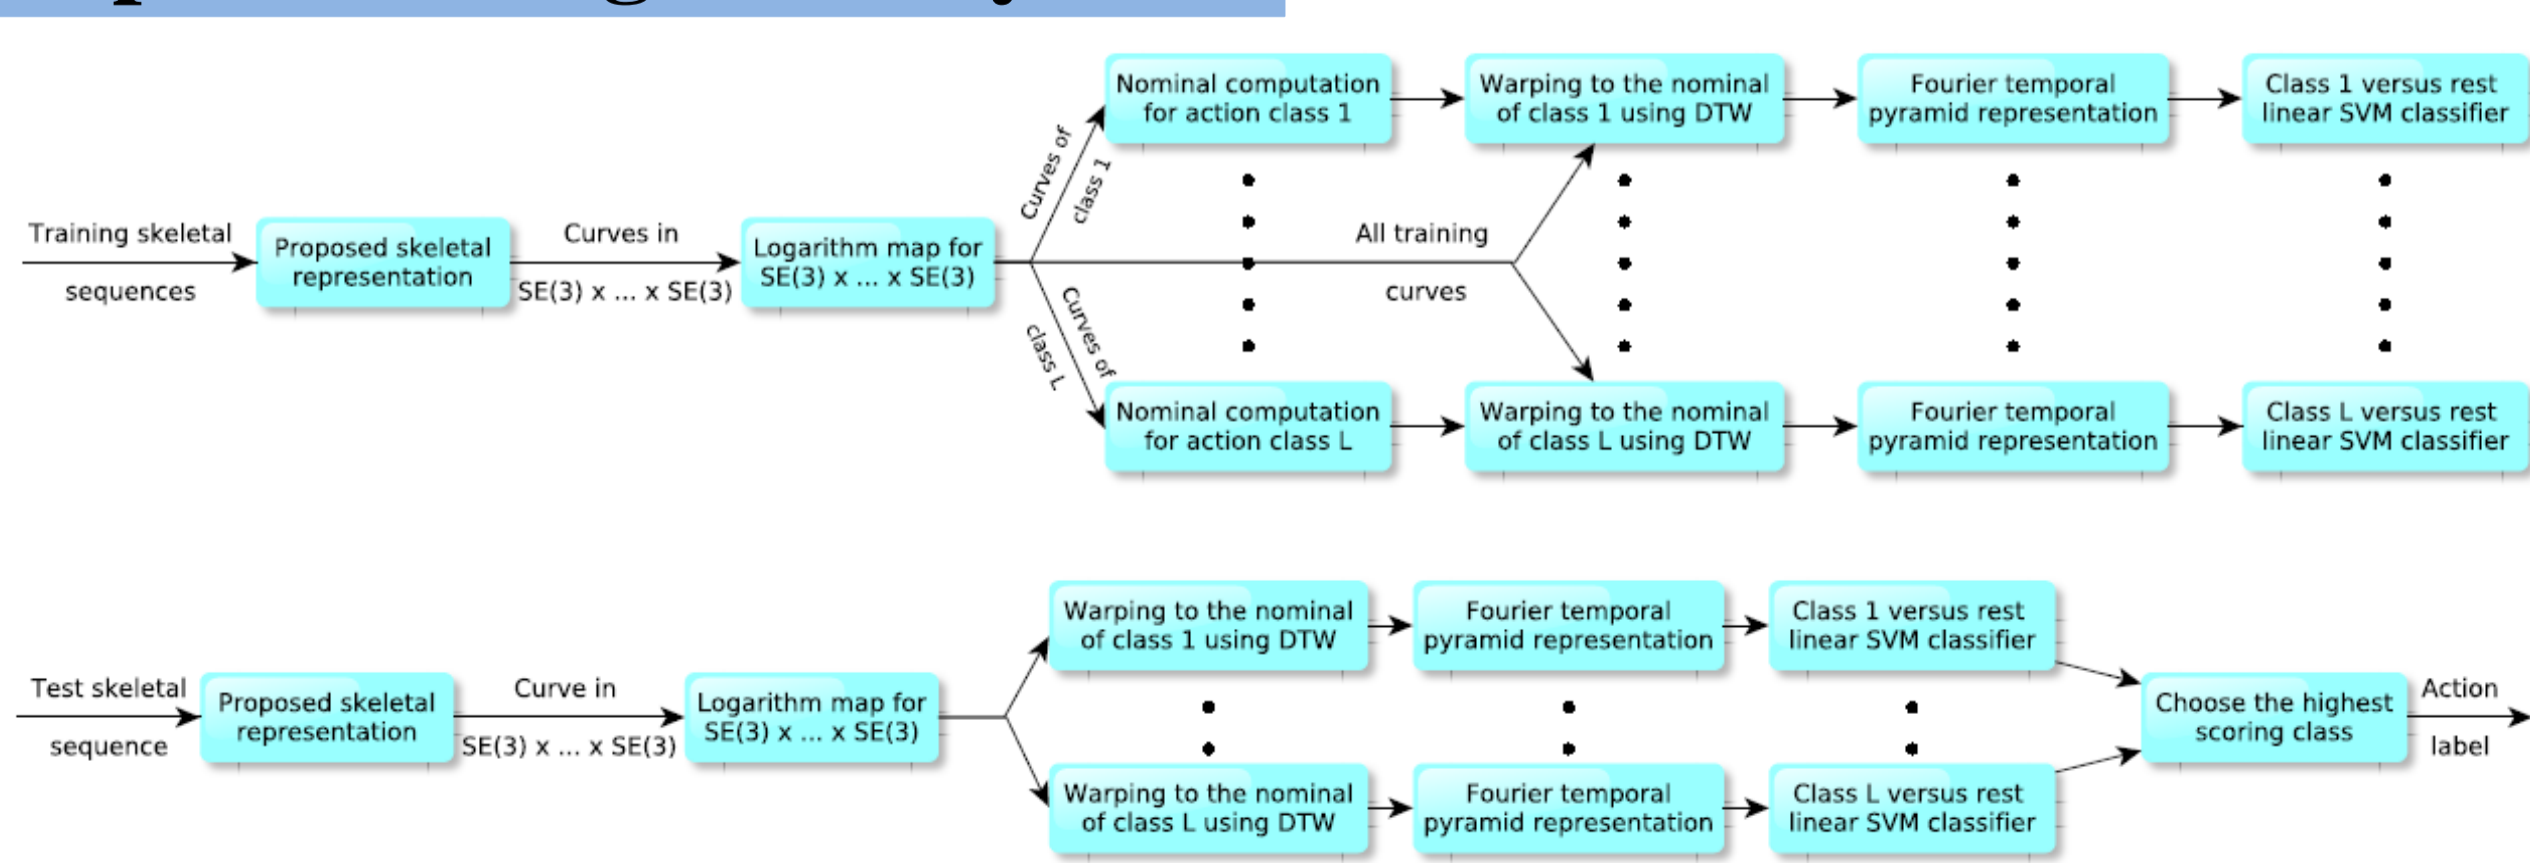 Nominal computation
for action class 1
Warping to the nominal
of class 1 using DTW
Fourier temporal
pyramid representation
Class 1 versus rest
linear SVM classifier
Curves of
class 1
Training skeletal
sequences
Proposed skeletal
representation
Curves in
SE(3) x ... x SE(3)
Logarithm map for
SE(3) x ... x SE(3)
All training
curves
Curves of
class L
Nominal computation
for action class L
Warping to the nominal
of class L using DTW
Fourier temporal
pyramid representation
Class L versus rest
linear SVM classifier
Warping to the nominal
of class 1 using DTW
Fourier temporal
pyramid representation
Class 1 versus rest
linear SVM classifier
Test skeletal
sequence
Proposed skeletal
representation
Curve in
SE(3) x ... x SE(3)
Logarithm map for
SE(3) x ... x SE(3)
Choose the highest
scoring class
Action
label
Warping to the nominal
of class L using DTW
Fourier temporal
pyramid representation
Class L versus rest
linear SVM classifier